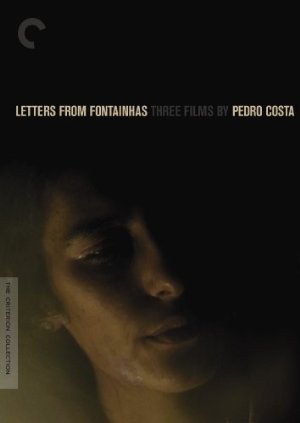 LETTERS FROM FONTAINHAS THREE FILMS BY PEDRO COSTA
THE CRITERION COLLECTION